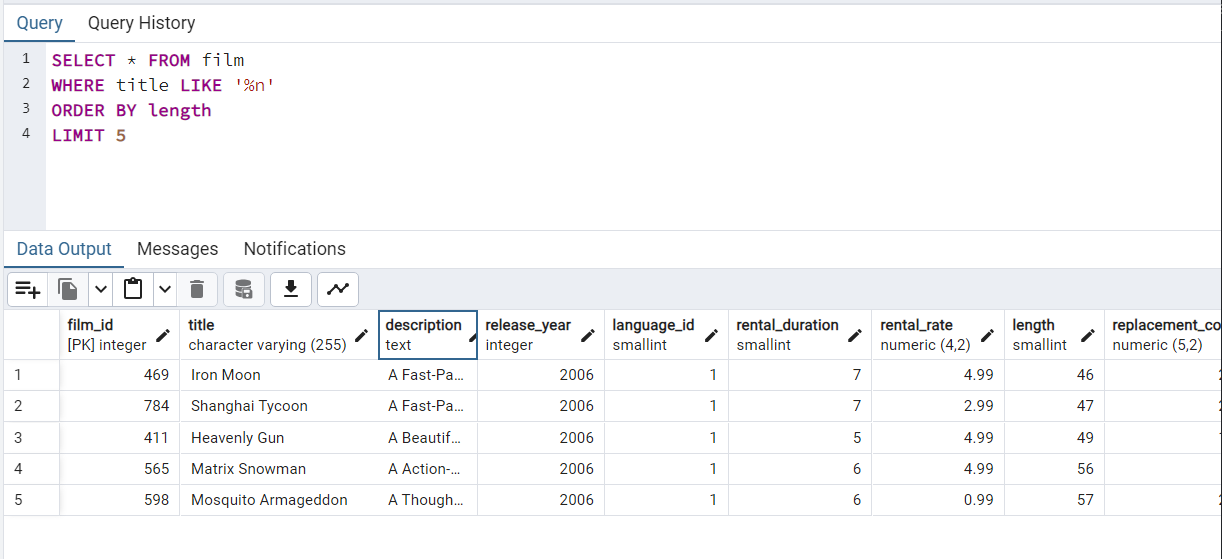 Query Query History
1 SELECT * FROM film
2 WHERE title LIKE '%n'
3 ORDER BY length
4 LIMIT 5
Data Output Messages Notifications
film_id title description release_year language_id rental_duration rental_rate length replacement_co
[PK] integer character varying (255) text integer smallint smallint numeric (4,2) smallint numeric (5,2)
1 469 Iron Moon A Fast-Pa... 2006 1 7 4.99 46
2 784 Shanghai Tycoon A Fast-Pa... 2006 1 7 2.99 47
3 411 Heavenly Gun A Beautif... 2006 1 5 4.99 49
4 565 Matrix Snowman A Action-... 2006 1 6 4.99 56
5 598 Mosquito Armageddon A Though... 2006 1 6 0.99 57